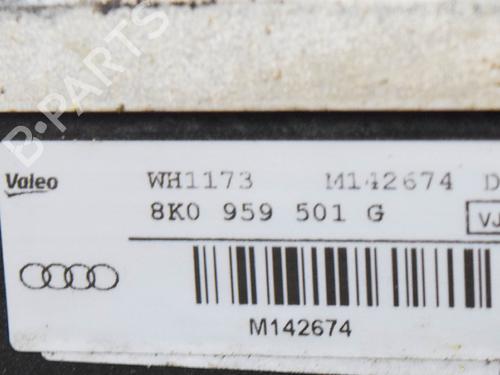 B-PARTS
Valeo WH1173 M142674 D
8K0 959 501 G VJ
M142674